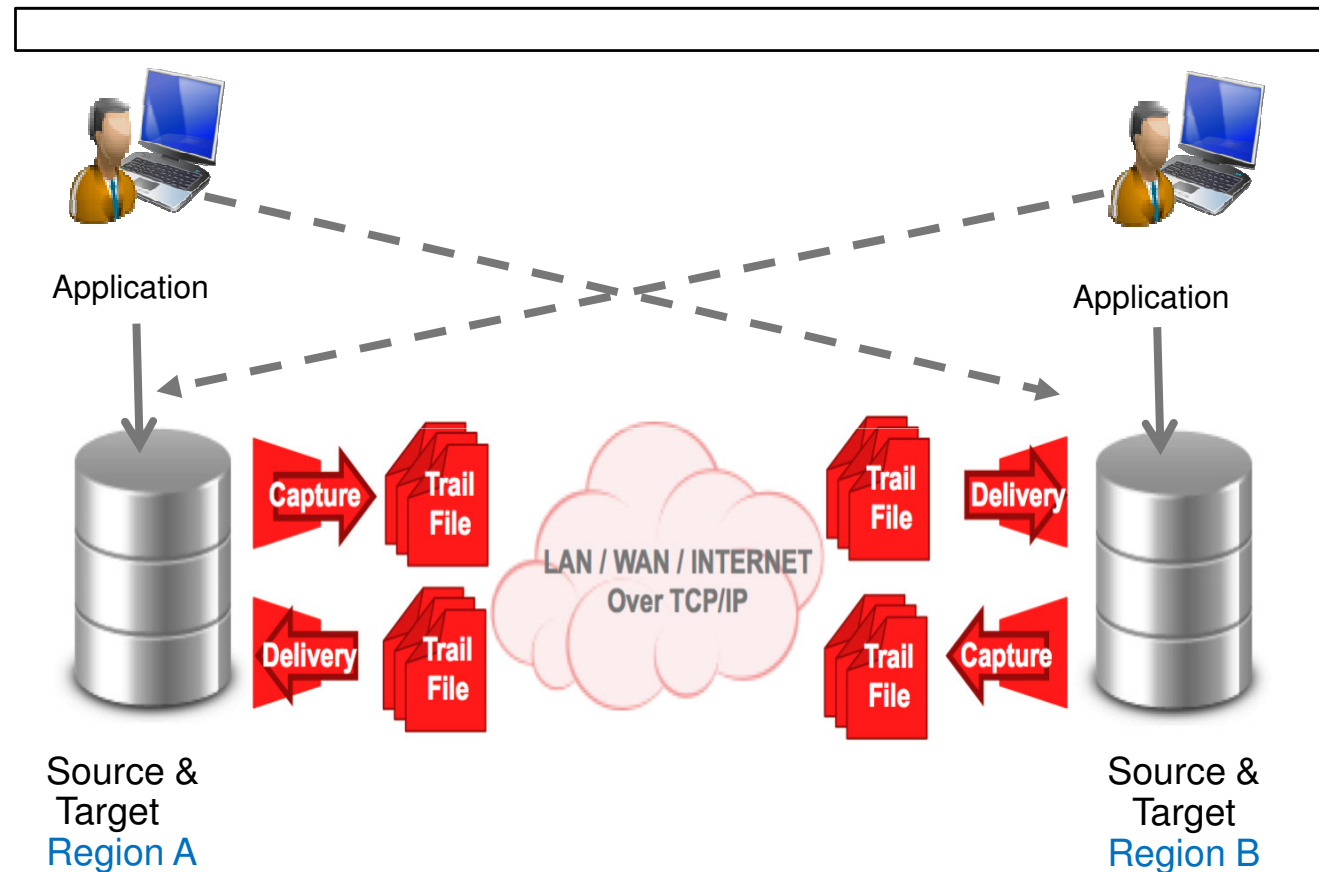 Application
Application
Capture
Trail
File
LAN / WAN / INTERNET
Over TCP/IP
Trail
File
Delivery
Delivery
Trail
File
Trail
File
Capture
Source &
Target
Region A
Source &
Target
Region B